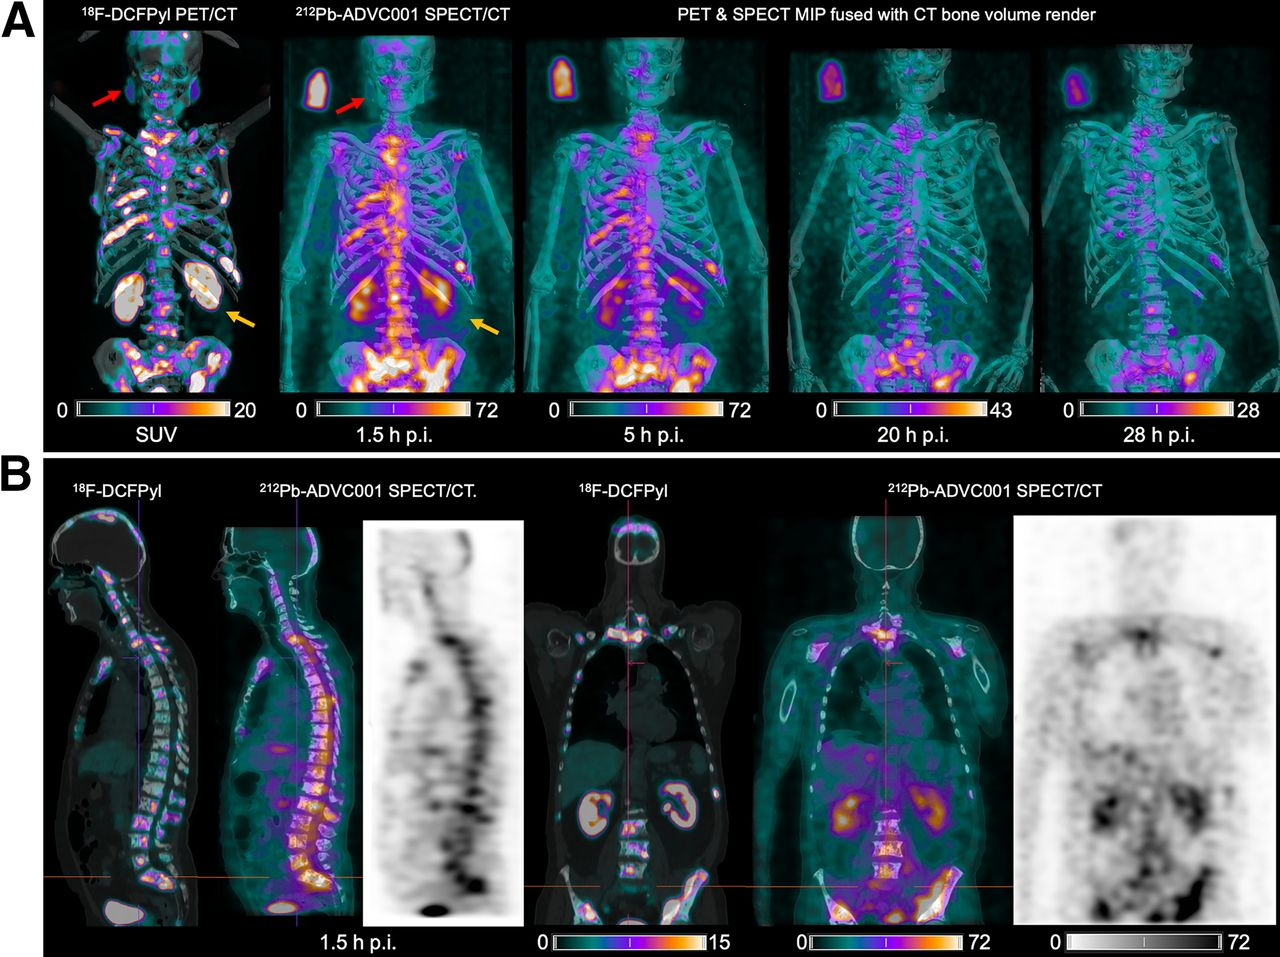 A
¹⁸F-DCFPyl PET/CT
²¹²Pb-ADVC001 SPECT/CT
PET & SPECT MIP fused with CT bone volume render
0 20
0 72
0 72
0 43
0 28
SUV
1.5 h p.i.
5 h p.i.
20 h p.i.
28 h p.i.
B
¹⁸F-DCFPyl
²¹²Pb-ADVC001 SPECT/CT.
¹⁸F-DCFPyl
²¹²Pb-ADVC001 SPECT/CT
1.5 h p.i.
0 15
0 72
0 72